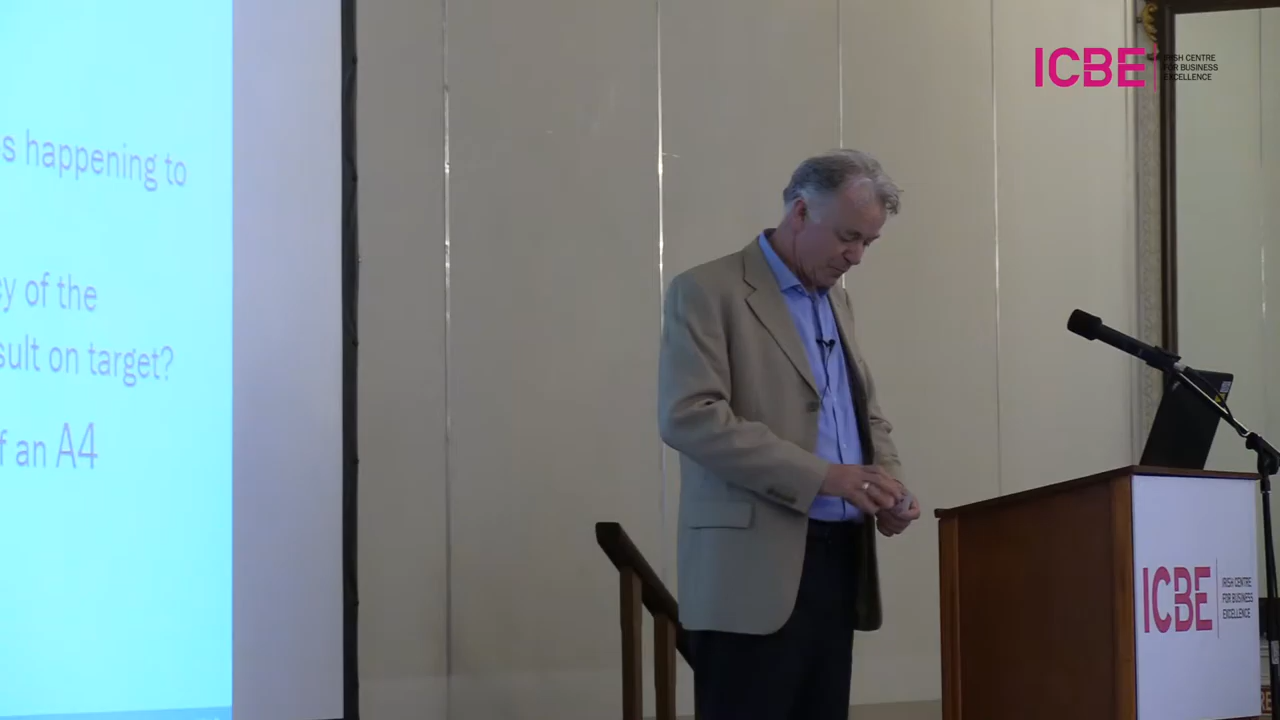 s happening to
y of the
sult on target?
f an A4
ICBE
IRISH CENTRE
FOR BUSINESS
EXCELLENCE
ICBE
IRISH CENTRE
FOR BUSINESS
EXCELLENCE